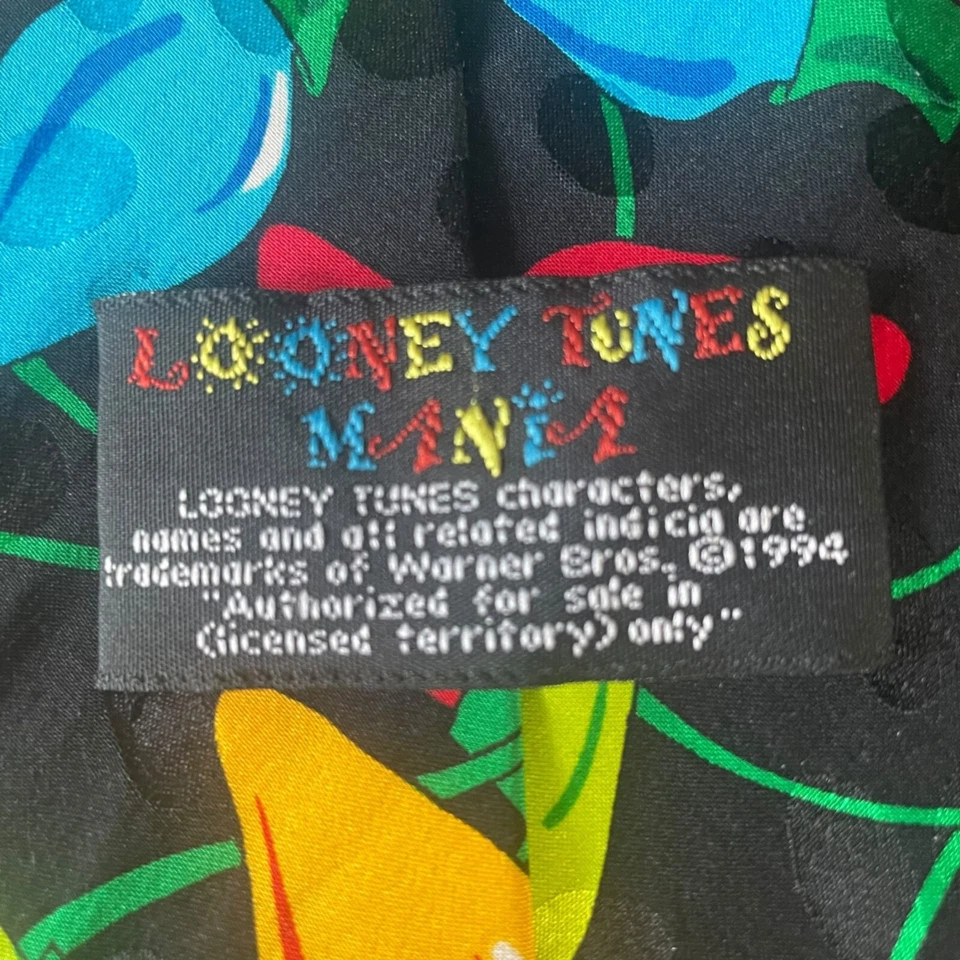 LOONEY TUNES
MANiA
LOONEY TUNES characters,
names and all related indicia are
trademarks of Warner Bros. ©1994
"Authorized for sale in
(licensed territory) only"